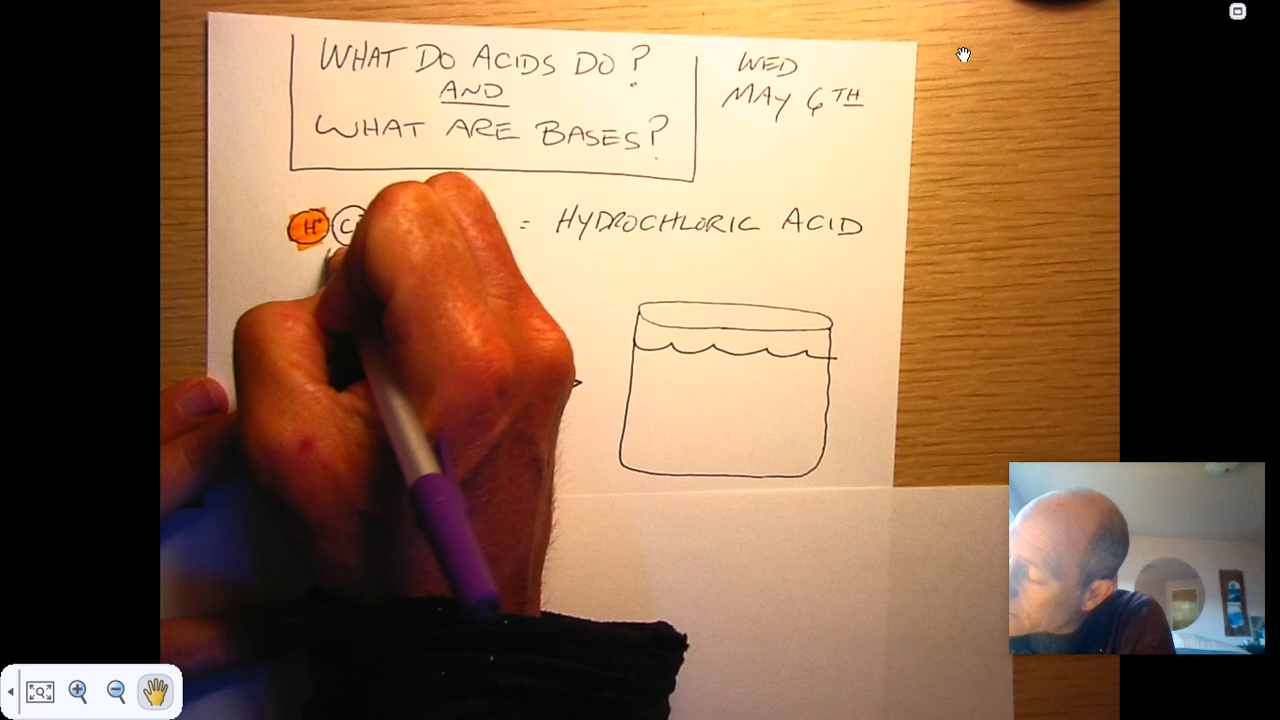 WHAT DO ACIDS DO?
AND
WHAT ARE BASES?
WED
MAY 6TH
H+ = HYDROCHLORIC ACID